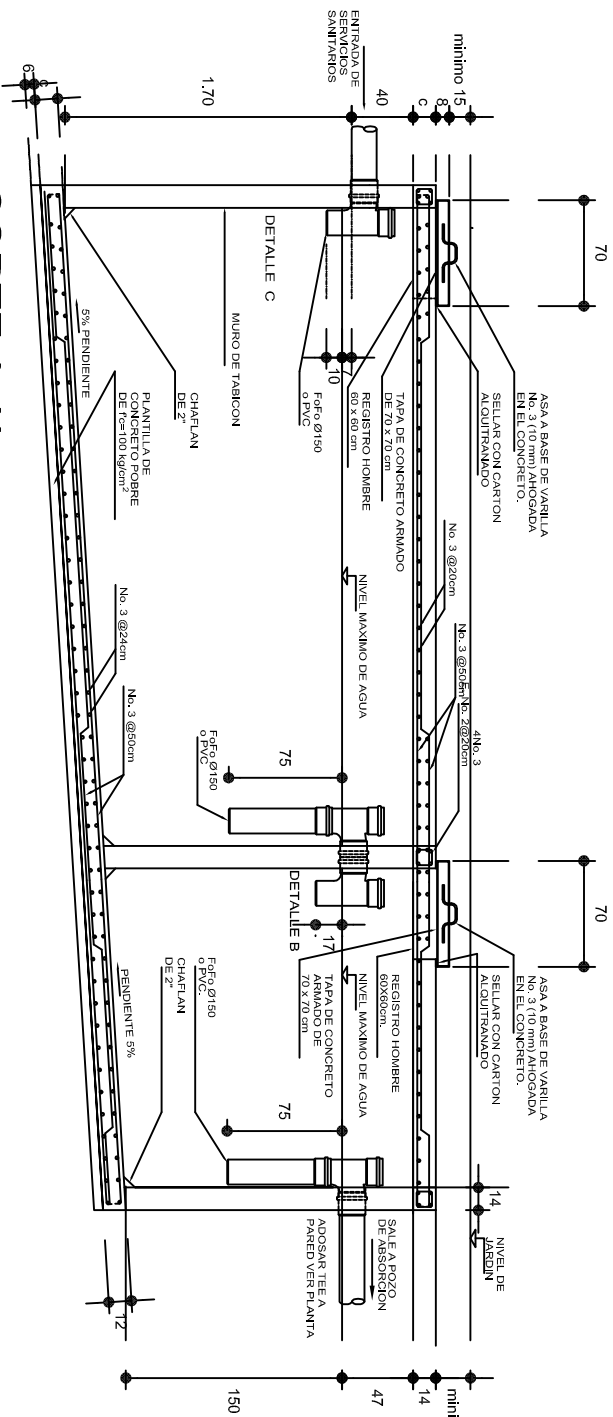 70
70
ASA A BASE DE VARILLA
No. 3 (10 mm) AHOGADA
EN EL CONCRETO.
SELLAR CON CARTON
ALQUITRANADO
ASA A BASE DE VARILLA
No. 3 (10 mm) AHOGADA
EN EL CONCRETO.
SELLAR CON CARTON
ALQUITRANADO
NIVEL DE
JARDIN
minimo 15
8
c
40
1.70
c
6
ENTRADA DE
SERVICIOS
SANITARIOS
4No. 3
E No. 2@20cm
No. 3 @50cm
No. 3 @20cm
14
mini
14
47
150
12
TAPA DE CONCRETO ARMADO
DE 70 x 70 cm
REGISTRO HOMBRE
60 x 60 cm
7
10
FoFo Ø150
o PVC
DETALLE C
NIVEL MAXIMO DE AGUA
75
FoFo Ø150
o PVC
DETALLE B
17
REGISTRO HOMBRE
60X60cm.
NIVEL MAXIMO DE AGUA
TAPA DE CONCRETO
ARMADO DE
70 x 70 cm
75
SALE A POZO
DE ABSORCION
ADOSAR TEE A
PARED VER PLANTA
MURO DE TABICON
CHAFLAN
DE 2"
5% PENDIENTE
PLANTILLA DE
CONCRETO POBRE
DE f'c=100 kg/cm²
No. 3 @24cm
No. 3 @50cm
FoFo Ø150
o PVC.
CHAFLAN
DE 2"
PENDIENTE 5%